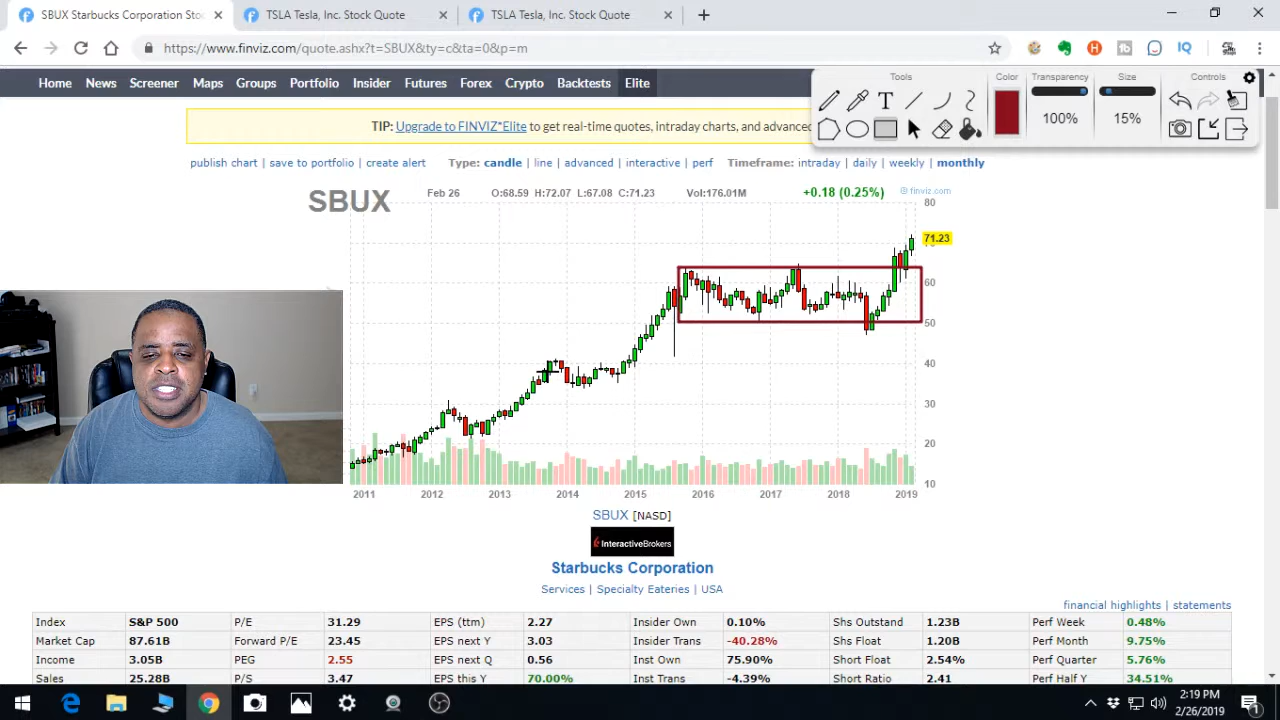 SBUX Starbucks Corporation Stoc
TSLA Tesla, Inc. Stock Quote
TSLA Tesla, Inc. Stock Quote
https://www.finviz.com/quote.ashx?t=SBUX&ty=c&ta=0&p=m
Home News Screener Maps Groups Portfolio Insider Futures Forex Crypto Backtests Elite
Tools Color Transparency Size Controls
100% 15%
TIP: Upgrade to FINVIZ*Elite to get real-time quotes, intraday charts, and advanced
publish chart | save to portfolio | create alert Type: candle | line | advanced | interactive | perf Timeframe: intraday | daily | weekly | monthly
SBUX Feb 26 O:68.59 H:72.07 L:67.08 C:71.23 Vol:176.01M +0.18 (0.25%) © finviz.com
80
71.23
60
50
40
30
20
10
2011 2012 2013 2014 2015 2016 2017 2018 2019
SBUX [NASD]
InteractiveBrokers
Starbucks Corporation
Services | Specialty Eateries | USA
financial highlights | statements
Index S&P 500 P/E 31.29 EPS (ttm) 2.27 Insider Own 0.10% Shs Outstand 1.23B Perf Week 0.48%
Market Cap 87.61B Forward P/E 23.45 EPS next Y 3.03 Insider Trans -40.28% Shs Float 1.20B Perf Month 9.75%
Income 3.05B PEG 2.55 EPS next Q 0.56 Inst Own 75.90% Short Float 2.54% Perf Quarter 5.76%
Sales 25.28B P/S 3.47 EPS this Y 70.00% Inst Trans -4.39% Short Ratio 2.41 Perf Half Y 34.51%
2:19 PM
2/26/2019